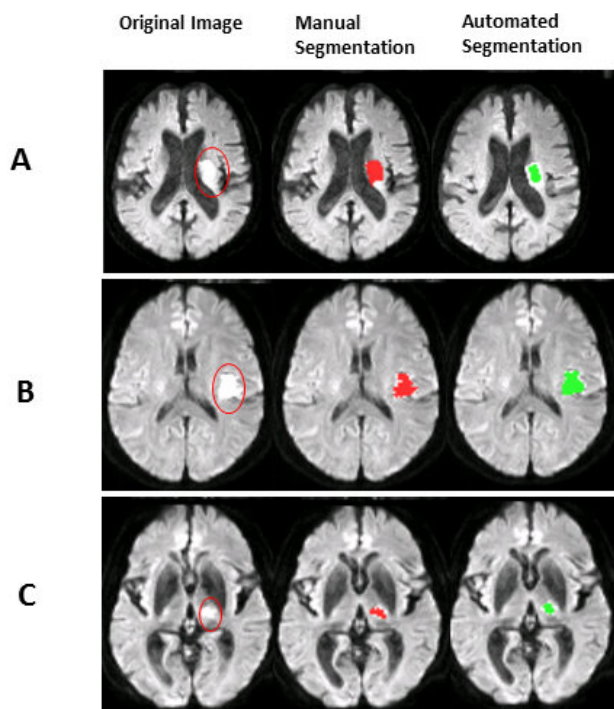 Original Image
Manual
Segmentation
Automated
Segmentation
A
B
C